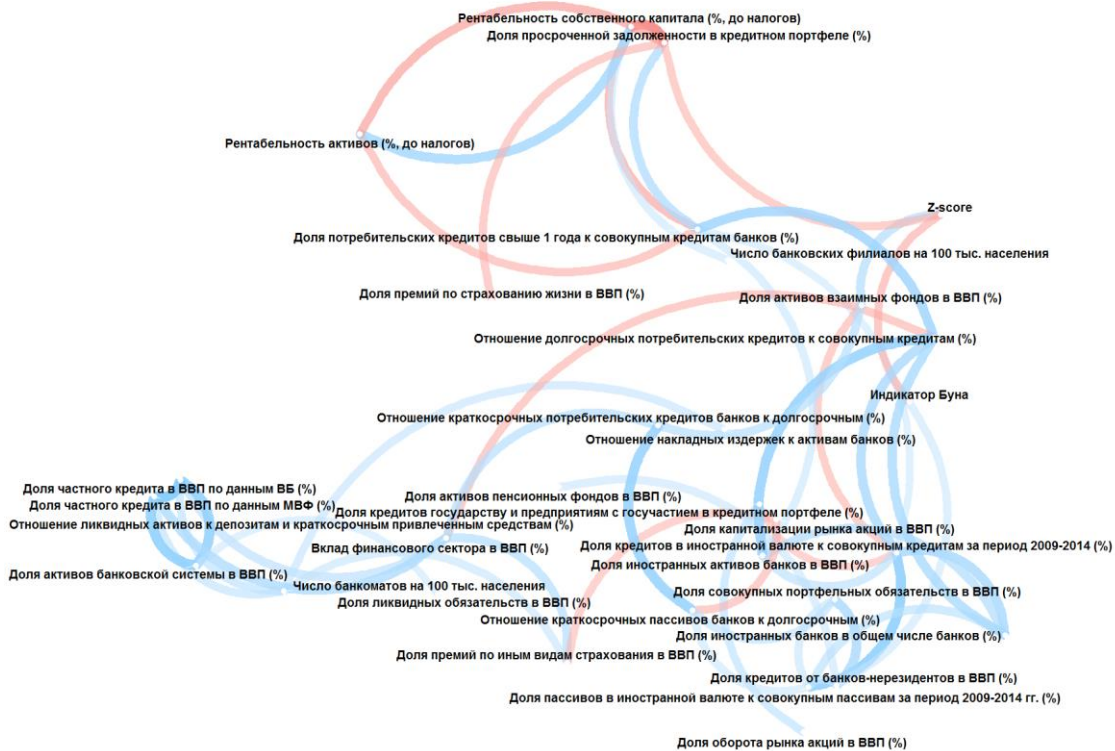 Рентабельность собственного капитала (%, до налогов)
Доля просроченной задолженности в кредитном портфеле (%)
Рентабельность активов (%, до налогов)
Z-score
Доля потребительских кредитов свыше 1 года к совокупным кредитам банков (%)
Число банковских филиалов на 100 тыс. населения
Доля премий по страхованию жизни в ВВП (%)
Доля активов взаимных фондов в ВВП (%)
Отношение долгосрочных потребительских кредитов к совокупным кредитам (%)
Индикатор Буна
Отношение краткосрочных потребительских кредитов банков к долгосрочным (%)
Отношение накладных издержек к активам банков (%)
Доля частного кредита в ВВП по данным ВБ (%)
Доля активов пенсионных фондов в ВВП (%)
Доля частного кредита в ВВП по данным МВФ (%)
Доля кредитов государству и предприятиям с госучастием в кредитном портфеле (%)
Отношение ликвидных активов к депозитам и краткосрочным привлеченным средствам (%)
Доля капитализации рынка акций в ВВП (%)
Вклад финансового сектора в ВВП (%)
Доля кредитов в иностранной валюте к совокупным кредитам за период 2009-2014 (%)
Доля иностранных активов банков в ВВП (%)
Доля активов банковской системы в ВВП (%)
Число банкоматов на 100 тыс. населения
Доля совокупных портфельных обязательств в ВВП (%)
Доля ликвидных обязательств в ВВП (%)
Отношение краткосрочных пассивов банков к долгосрочным (%)
Доля иностранных банков в общем числе банков (%)
Доля премий по иным видам страхования в ВВП (%)
Доля кредитов от банков-нерезидентов в ВВП (%)
Доля пассивов в иностранной валюте к совокупным пассивам за период 2009-2014 гг. (%)
Доля оборота рынка акций в ВВП (%)